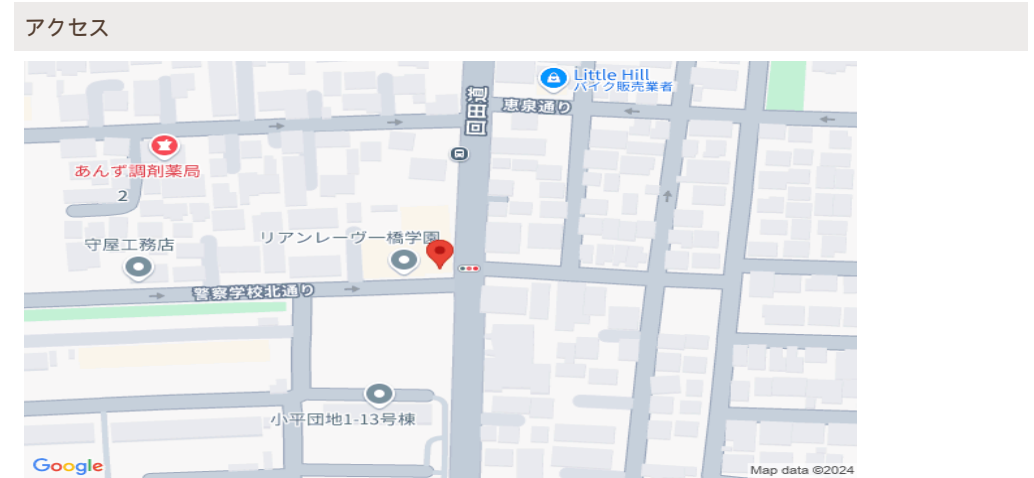 アクセス
Little Hill
バイク販売業者
恵泉通り
回田道
あんず調剤薬局
2
守屋工務店
リアンレーヴ一橋学園
警察学校北通り
小平団地1-13号棟
Google
Map data ©2024